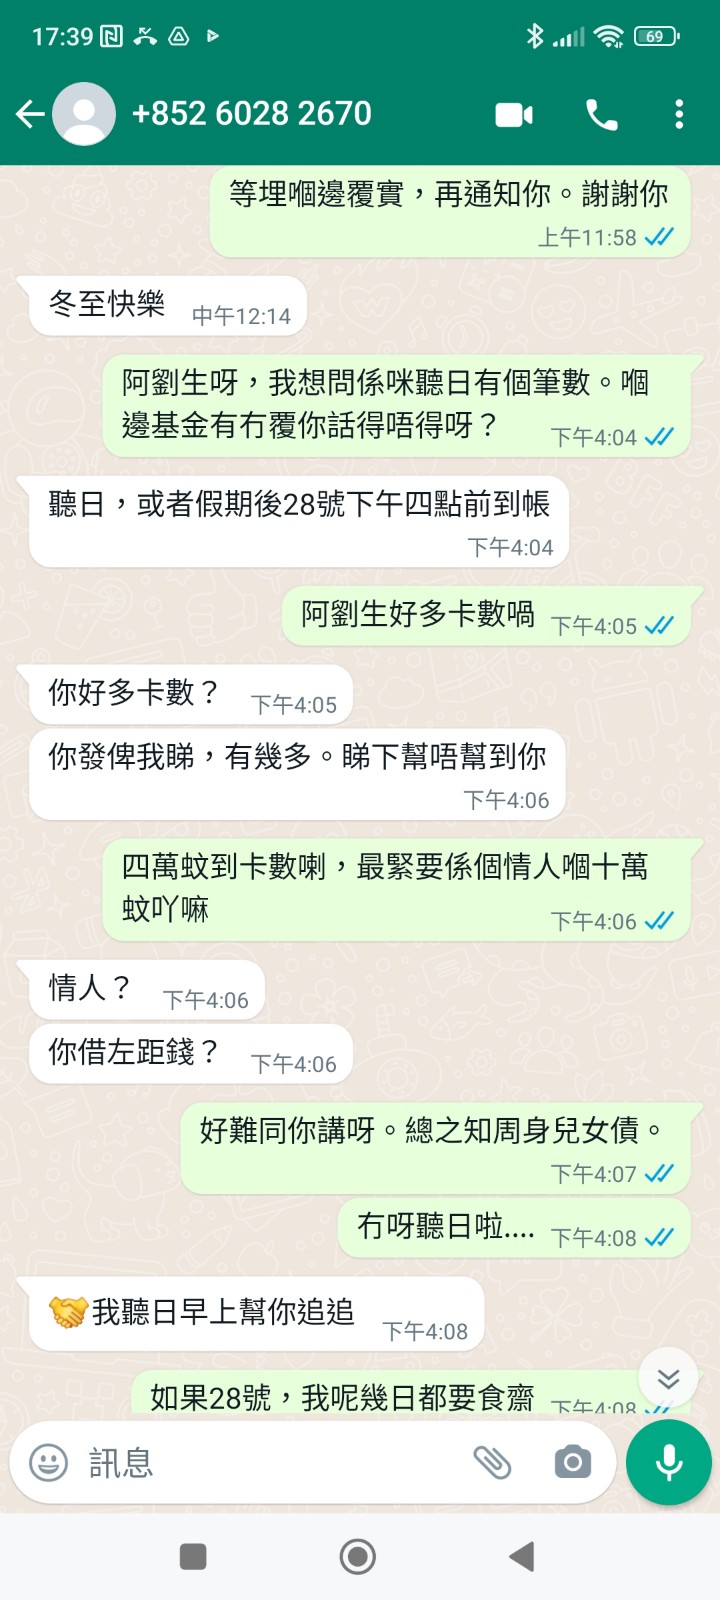 17:39
69
+852 6028 2670
等埋嗰邊覆實，再通知你。謝謝你
上午11:58
冬至快樂 中午12:14
阿劉生呀，我想問係咪聽日有個筆數。嗰
邊基金有冇覆你話得唔得呀？ 下午4:04
聽日，或者假期後28號下午四點前到帳
下午4:04
阿劉生好多卡數喎 下午4:05
你好多卡數？ 下午4:05
你發俾我睇，有幾多。睇下幫唔幫到你
下午4:06
四萬蚊到卡數喇，最緊要係個情人嗰十萬
蚊吖嘛 下午4:06
情人？ 下午4:06
你借左距錢？ 下午4:06
好難同你講呀。總之知周身兒女債。
下午4:07
冇呀聽日啦.... 下午4:08
🤝我聽日早上幫你追追 下午4:08
如果28號，我呢幾日都要食齋 下午4:08
訊息